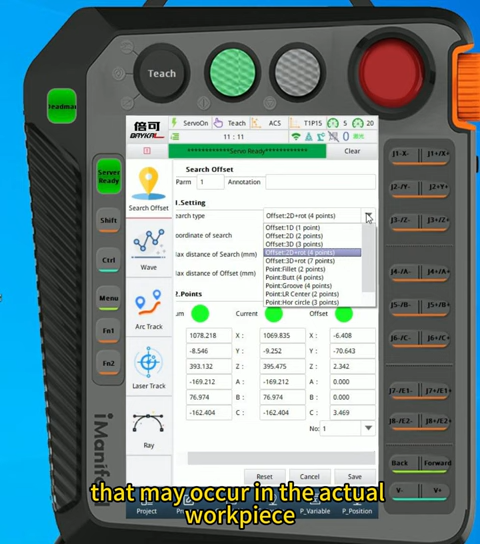 Teach
Deadman
倍可
ServoOn
Teach
ACS
T1P15
5
20
11 : 11
0
************Servo Ready************
Clear
Server
Ready
Shift
Ctrl
Menu
Fn1
Fn2
Search Offset
Wave
Arc Track
Laser Track
Ray
Search Offset
Parm 1 Annotation
1.Setting
earch type Offset:2D+rot (4 points)
Offset:1D (1 point)
Offset:2D (2 points)
Offset:3D (3 points)
Offset:2D+rot (4 points)
Offset:3D+rot (7 points)
Point:Fillet (2 points)
Point:Butt (4 points)
Point:Groove (4 points)
Point:LR Center (2 points)
Point:Hor circle (3 points)
oordinate of search
ax distance of Search (mm)
ax distance of Offset (mm)
2.Points
um Current Offset
1078.218 X : 1069.835 X : -6.408
-8.546 Y : -9.252 Y : -70.643
393.132 Z : 395.475 Z : 2.342
-169.212 A : -169.212 A : 0.000
76.974 B : 76.974 B : 0.000
-162.404 C : -162.404 C : 3.469
No: 1
Reset Cancel Save
Project
P_Variable
P_Position
J1-X- J1+/X+
J2-/Y- J2+Y+
J3-/Z- J3+/Z+
J4-/A- J4+/A+
J5-/B- J5+/B+
J6-/C- J6+/C+
J7-/E1- J7+/E1+
J8-/E2- J8+/E2+
Back Forward
V- V+
iManifo
that may occur in the actual
workpiece